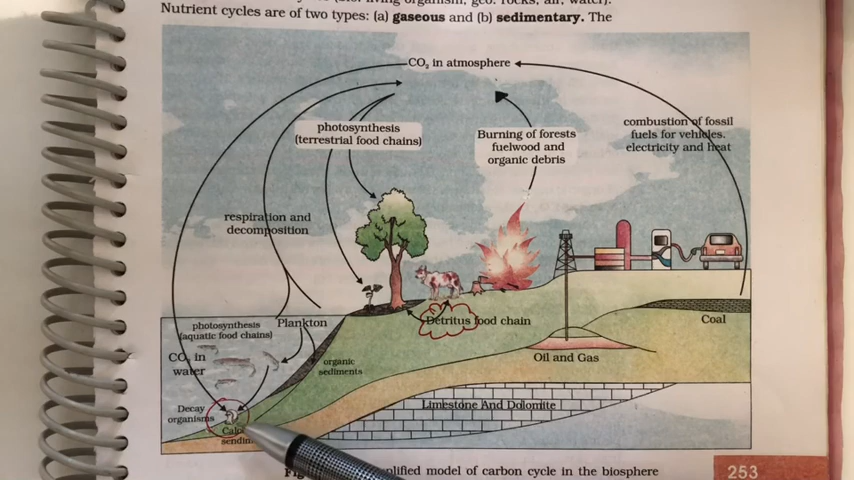 Nutrient cycles are of two types: (a) gaseous and (b) sedimentary. The
CO₂ in atmosphere
photosynthesis
(terrestrial food chains)
Burning of forests
fuelwood and
organic debris
combustion of fossil
fuels for vehicles.
electricity and heat
respiration and
decomposition
photosynthesis
(aquatic food chains)
Plankton
Detritus food chain
Coal
CO₂ in
water
organic
sediments
Oil and Gas
Decay
organisms
Limestone And Dolomite
model of carbon cycle in the biosphere
253